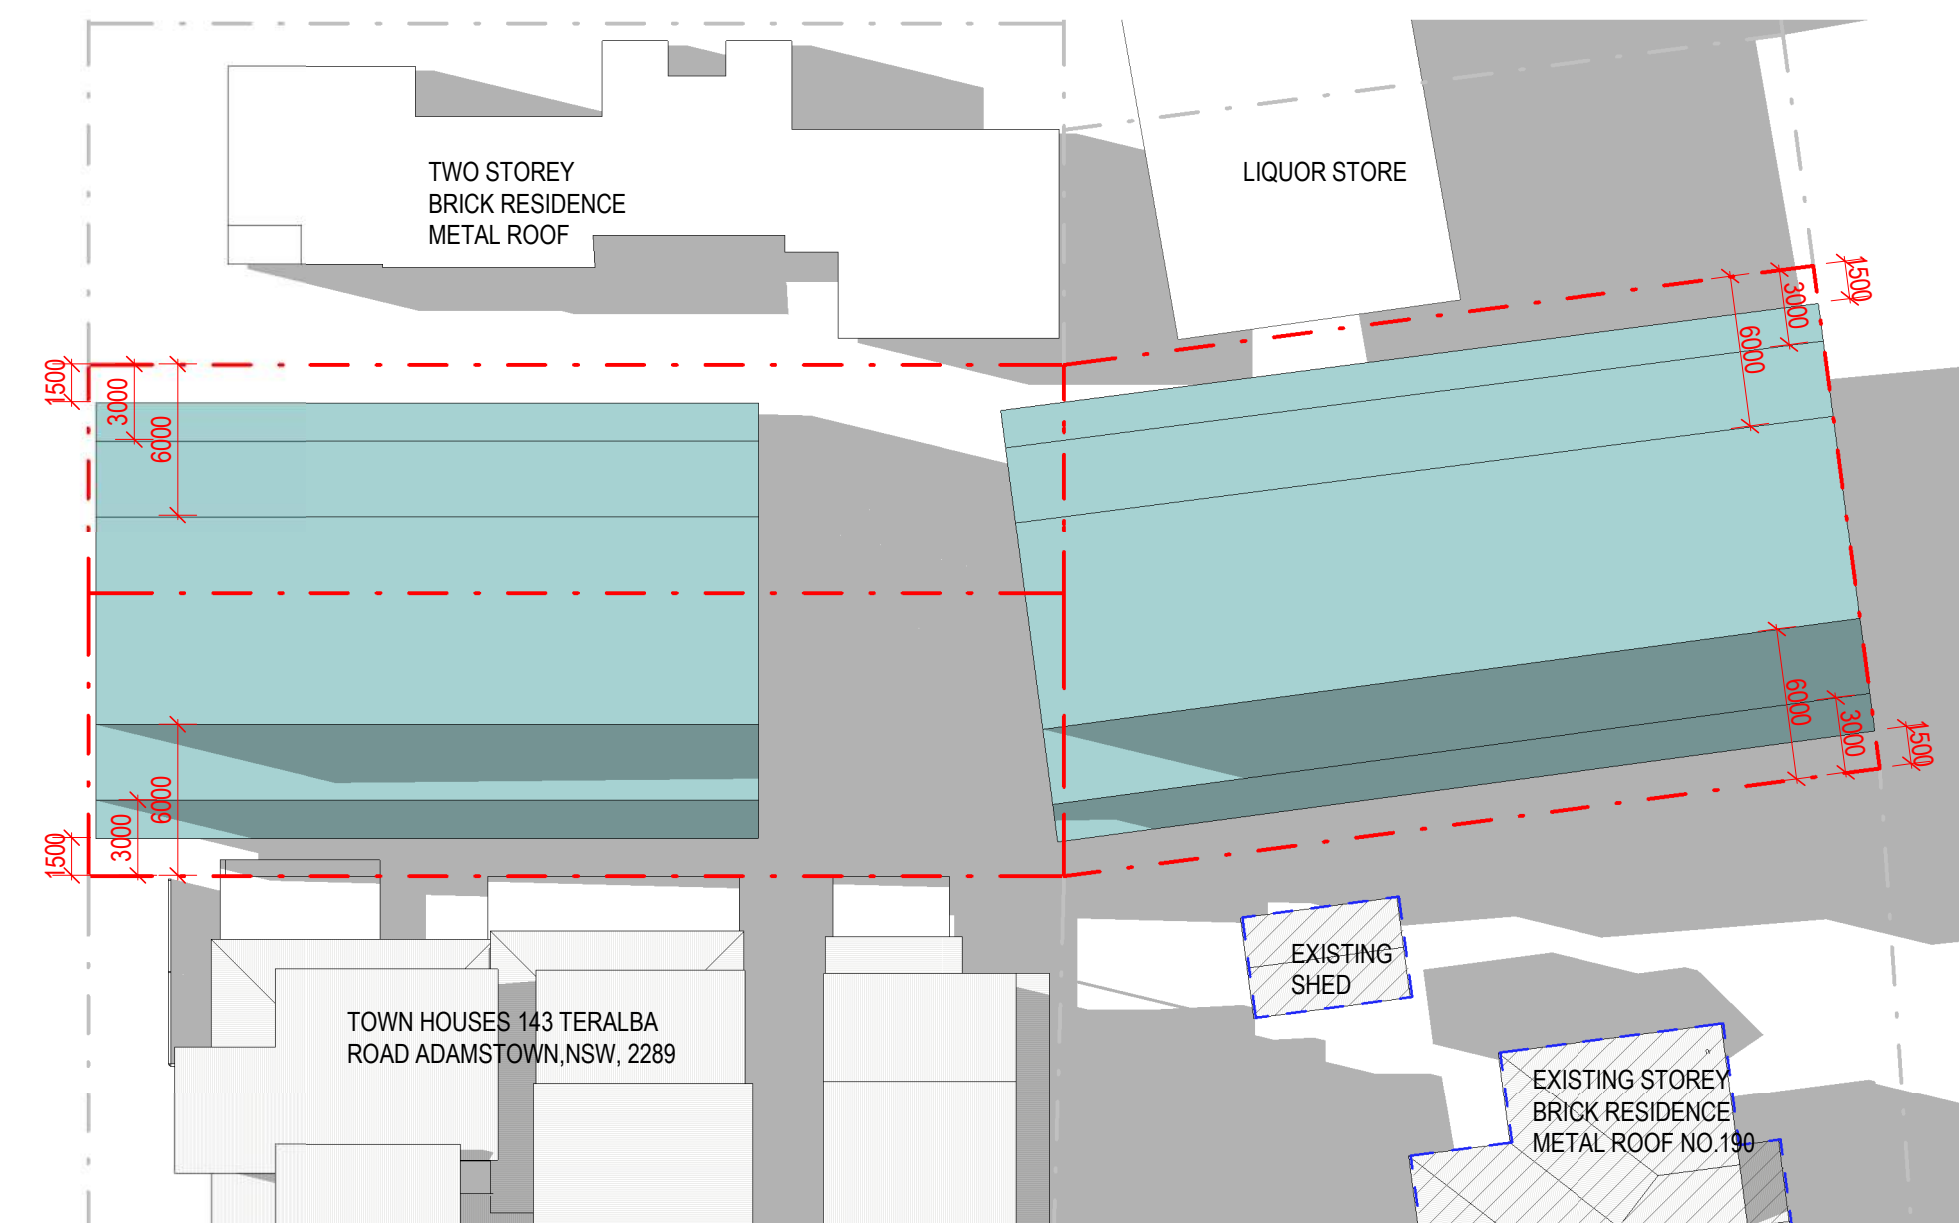 TWO STOREY
BRICK RESIDENCE
METAL ROOF
LIQUOR STORE
1500
3000
6000
1500
3000
6000
6000
3000
1500
6000
3000
1500
EXISTING
SHED
TOWN HOUSES 143 TERALBA
ROAD ADAMSTOWN,NSW, 2289
EXISTING STOREY
BRICK RESIDENCE
METAL ROOF NO.190